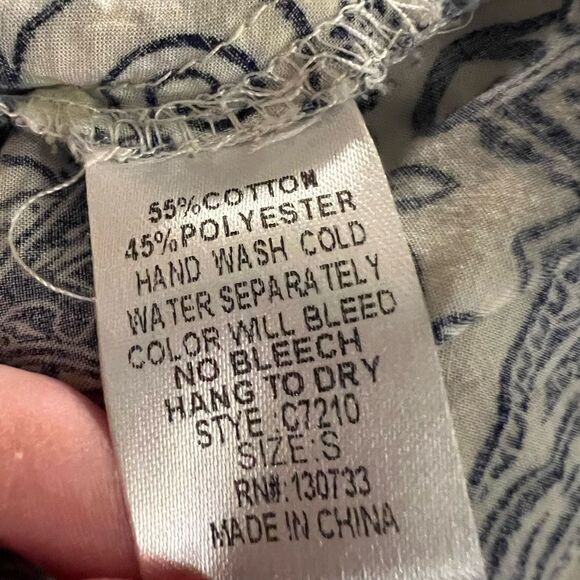 55%COTTON
45%POLYESTER
HAND WASH COLD
WATER SEPARATELY
COLOR WILL BLEED
NO BLEECH
HANG TO DRY
STYE: C7210
SIZE: S
RN#: 130733
MADE IN CHINA